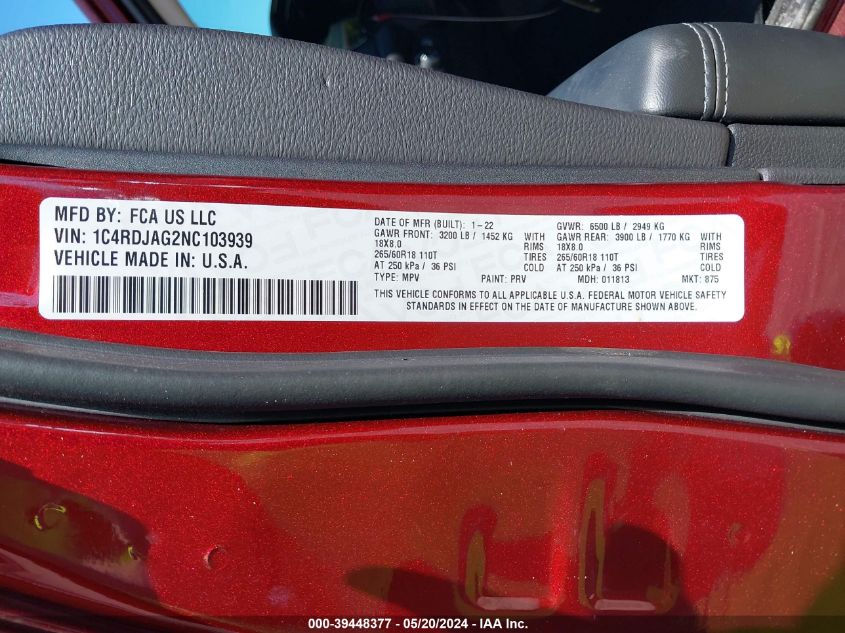 MFD BY: FCA US LLC
VIN: 1C4RDJAG2NC103939
VEHICLE MADE IN: U.S.A.
DATE OF MFR (BUILT): 1-22 GVWR: 6500 LB / 2949 KG
GAWR FRONT: 3200 LB / 1452 KG WITH GAWR REAR: 3900 LB / 1770 KG WITH
18X8.0 RIMS 18X8.0 RIMS
265/60R18 110T TIRES 265/60R18 110T TIRES
AT 250 kPa / 36 PSI COLD AT 250 kPa / 36 PSI COLD
TYPE: MPV PAINT: PRV MDH: 011813 MKT: 875
THIS VEHICLE CONFORMS TO ALL APPLICABLE U.S.A. FEDERAL MOTOR VEHICLE SAFETY
STANDARDS IN EFFECT ON THE DATE OF MANUFACTURE SHOWN ABOVE.
000-39448377 - 05/20/2024 - IAA Inc.